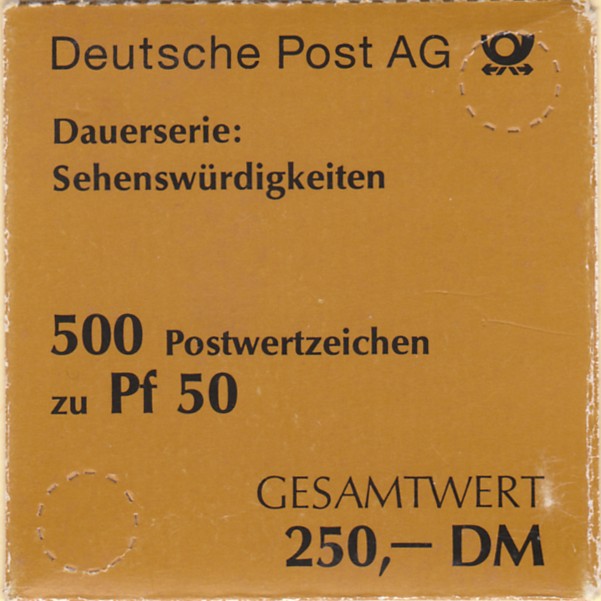 Deutsche Post AG
Dauerserie:
Sehenswürdigkeiten
500 Postwertzeichen
zu Pf 50
GESAMTWERT
250,— DM